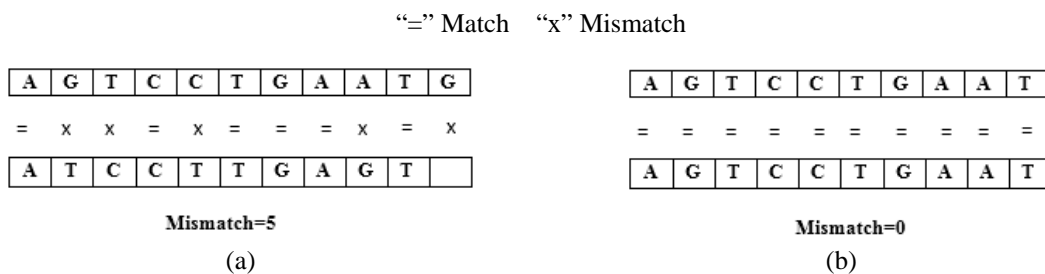 “=” Match “x” Mismatch
A G T C C T G A A T G
= x x = x = = = x = x
A T C C T T G A G T
Mismatch=5
(a)
A G T C C T G A A T
= = = = = = = = = =
A G T C C T G A A T
Mismatch=0
(b)